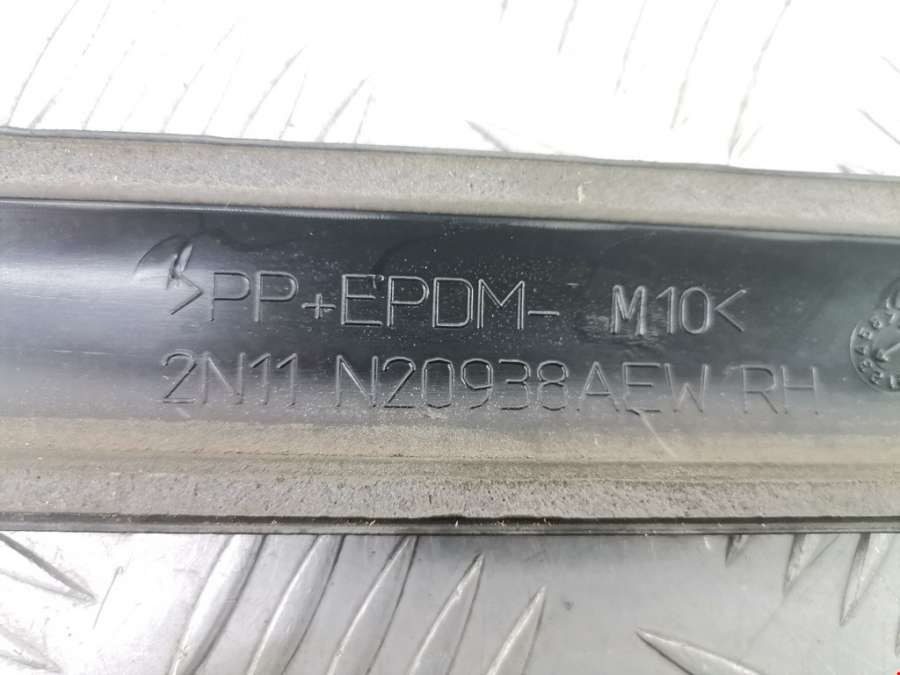 >PP+EPDM- M10<
2N11 N20938AEW RH